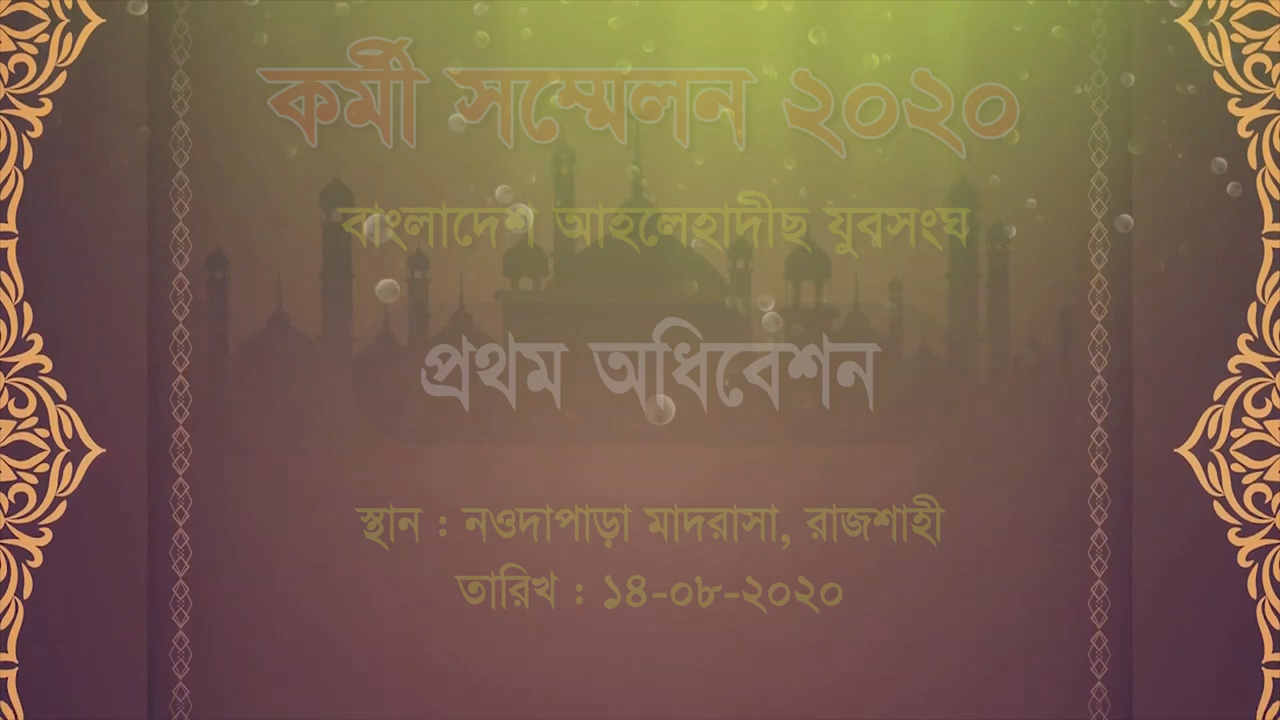 কর্মী সম্মেলন ২০২০
বাংলাদেশ আহলেহাদীছ যুবসংঘ
প্রথম অধিবেশন
স্থান : নওদাপাড়া মাদরাসা, রাজশাহী
তারিখ : ১৪-০৮-২০২০